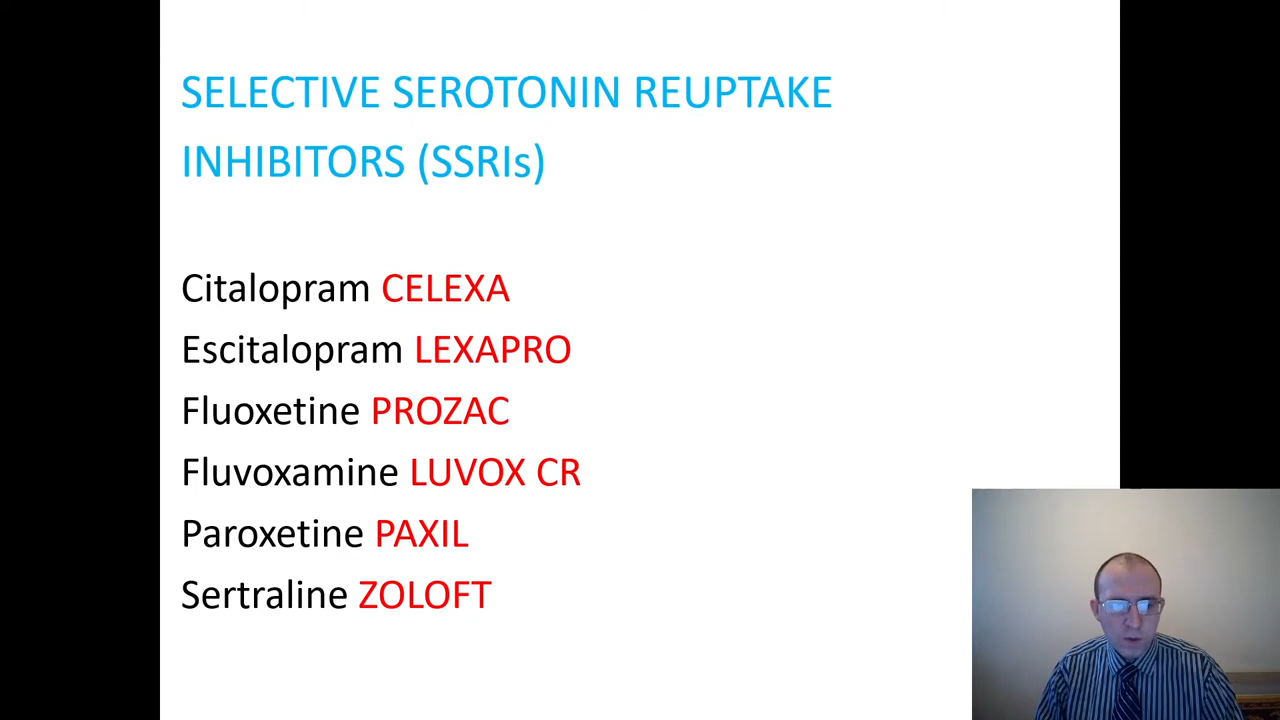 SELECTIVE SEROTONIN REUPTAKE
INHIBITORS (SSRIs)
Citalopram CELEXA
Escitalopram LEXAPRO
Fluoxetine PROZAC
Fluvoxamine LUVOX CR
Paroxetine PAXIL
Sertraline ZOLOFT